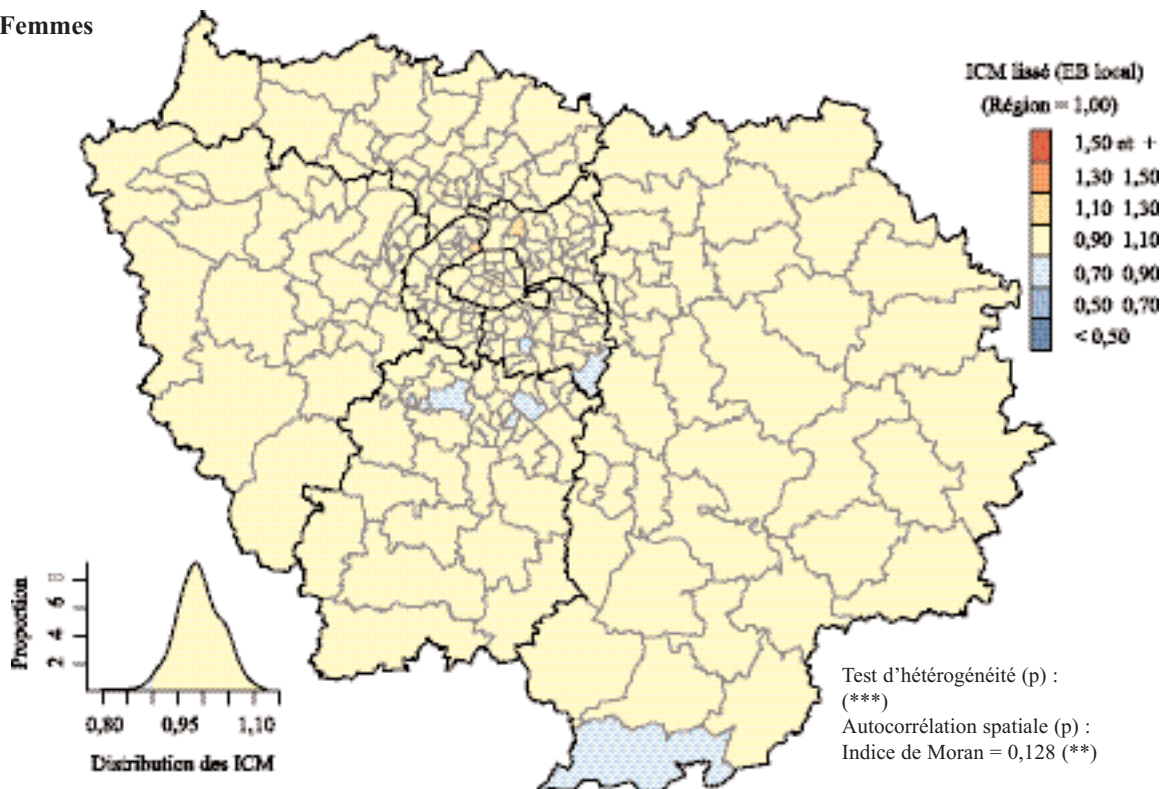 Femmes
ICM lissé (EB local)
(Région = 1,00)
1,50 et +
1,30 1,50
1,10 1,30
0,90 1,10
0,70 0,90
0,50 0,70
< 0,50
Proportion
6
4
2
0,80 0,95 1,10
Distribution des ICM
Test d'hétérogénéité (p) :
(***)
Autocorrélation spatiale (p) :
Indice de Moran = 0,128 (**)